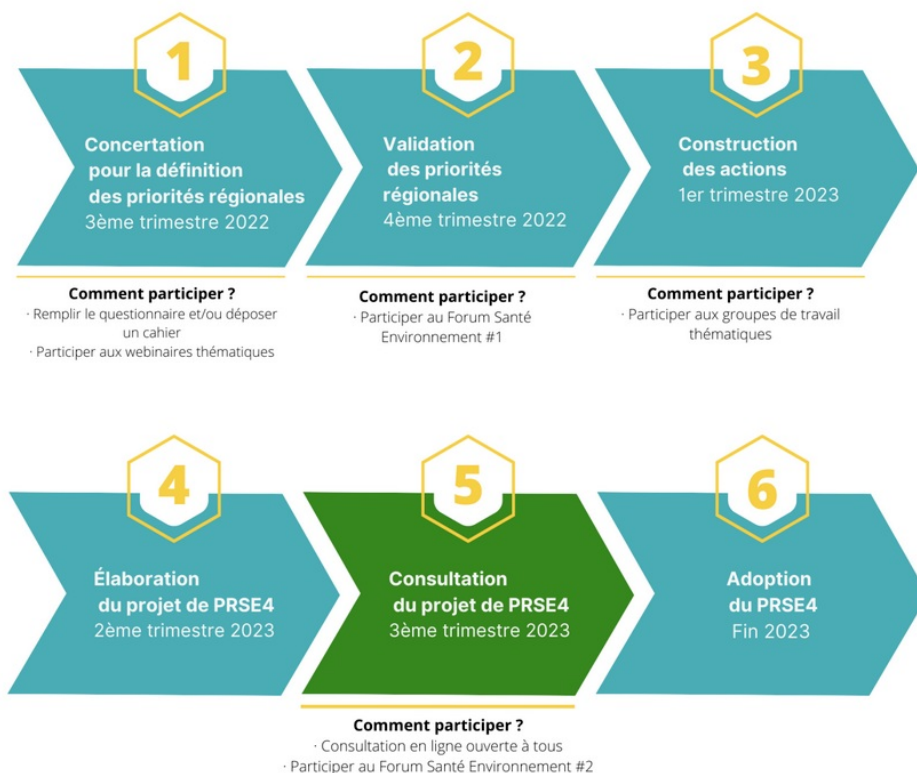 1
Concertation
pour la définition
des priorités régionales
3ème trimestre 2022
Comment participer ?
· Remplir le questionnaire et/ou déposer
un cahier
· Participer aux webinaires thématiques
2
Validation
des priorités
régionales
4ème trimestre 2022
Comment participer ?
· Participer au Forum Santé
Environnement #1
3
Construction
des actions
1er trimestre 2023
Comment participer ?
· Participer aux groupes de travail
thématiques
4
Élaboration
du projet de PRSE4
2ème trimestre 2023
5
Consultation
du projet de PRSE4
3ème trimestre 2023
Comment participer ?
· Consultation en ligne ouverte à tous
· Participer au Forum Santé Environnement #2
6
Adoption
du PRSE4
Fin 2023